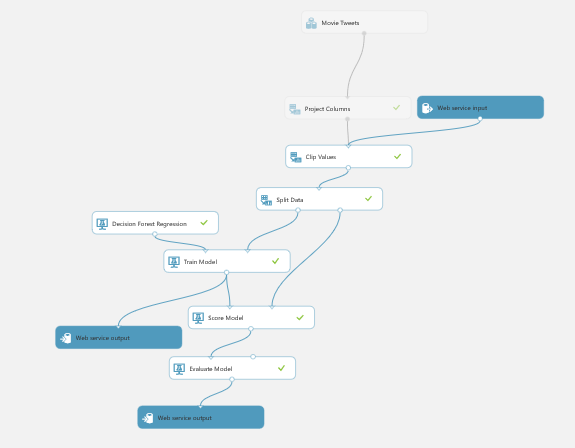 Movie Tweets
Project Columns
Web service input
Clip Values
Split Data
Decision Forest Regression
Train Model
Score Model
Web service output
Evaluate Model
Web service output